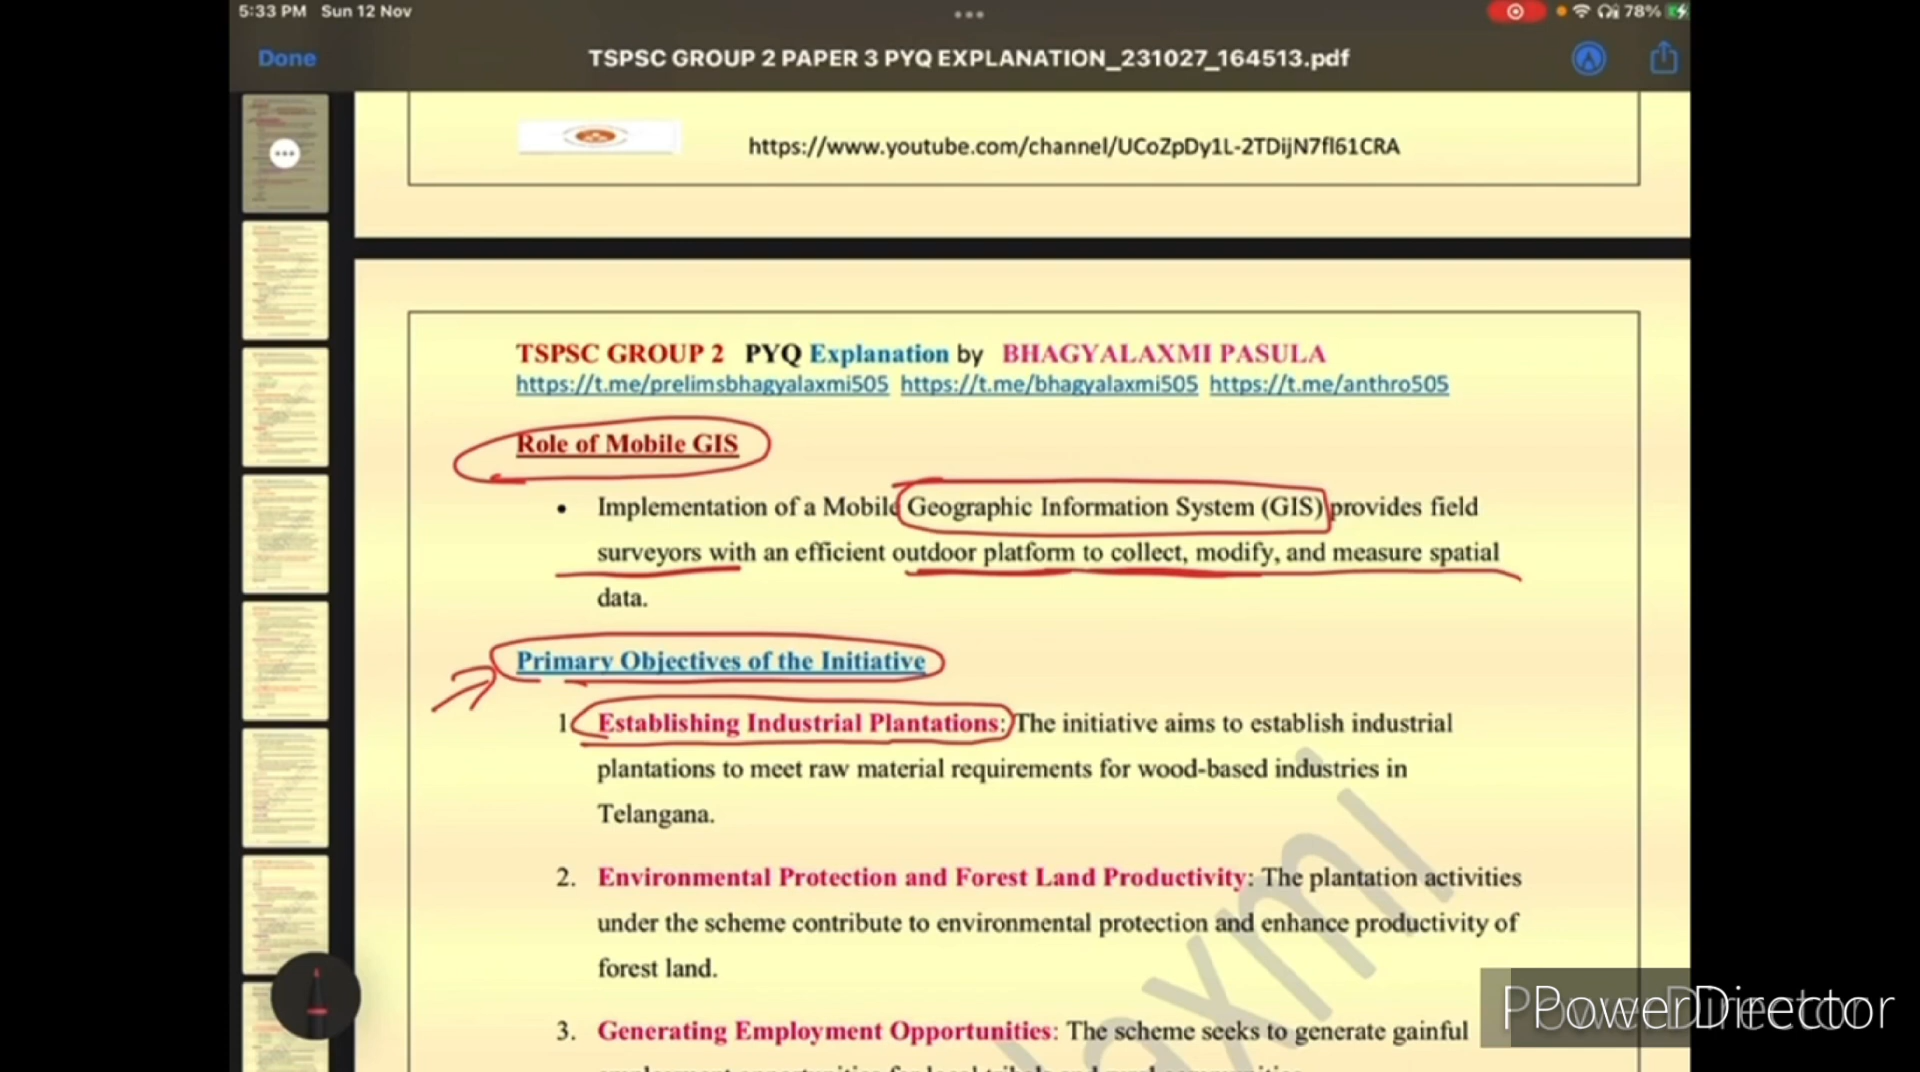 5:33 PM Sun 12 Nov
78%
Done
TSPSC GROUP 2 PAPER 3 PYQ EXPLANATION_231027_164513.pdf
https://www.youtube.com/channel/UCoZpDy1L-2TDijN7fl61CRA
TSPSC GROUP 2 PYQ Explanation by BHAGYALAXMI PASULA
https://t.me/prelimsbhagyalaxmi505 https://t.me/bhagyalaxmi505 https://t.me/anthro505
Role of Mobile GIS
• Implementation of a Mobile Geographic Information System (GIS) provides field
surveyors with an efficient outdoor platform to collect, modify, and measure spatial
data.
Primary Objectives of the Initiative
1 Establishing Industrial Plantations: The initiative aims to establish industrial
plantations to meet raw material requirements for wood-based industries in
Telangana.
2. Environmental Protection and Forest Land Productivity: The plantation activities
under the scheme contribute to environmental protection and enhance productivity of
forest land.
3. Generating Employment Opportunities: The scheme seeks to generate gainful
laxmi
PowerDirector